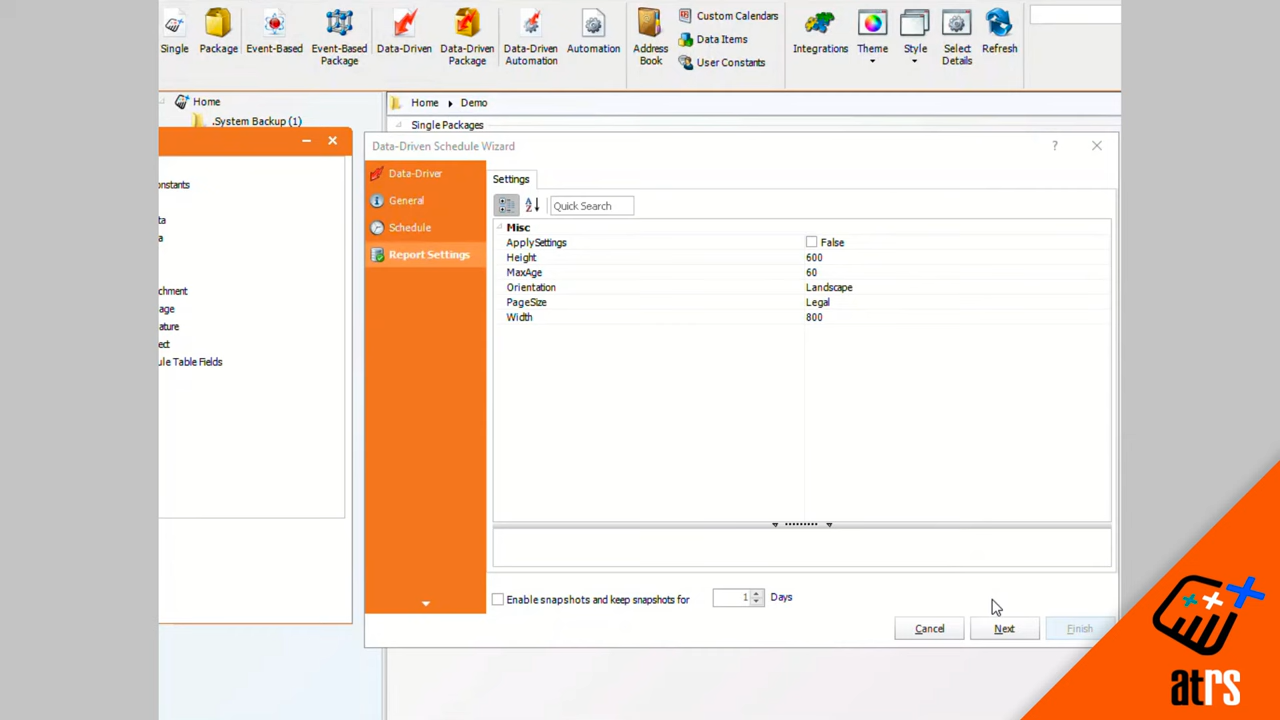 Single
Package
Event-Based
Event-Based Package
Data-Driven
Data-Driven Package
Data-Driven Automation
Automation
Address Book
Custom Calendars
Data Items
User Constants
Integrations
Theme
Style
Select Details
Refresh
Home
.System Backup (1)
Home Demo
Single Packages
onstants
ta
a
chment
age
ature
ect
ule Table Fields
Data-Driven Schedule Wizard
?
Data-Driver
General
Schedule
Report Settings
Settings
Quick Search
Misc
ApplySettings False
Height 600
MaxAge 60
Orientation Landscape
PageSize Legal
Width 800
Enable snapshots and keep snapshots for 1 Days
Cancel Next Finish
atrs